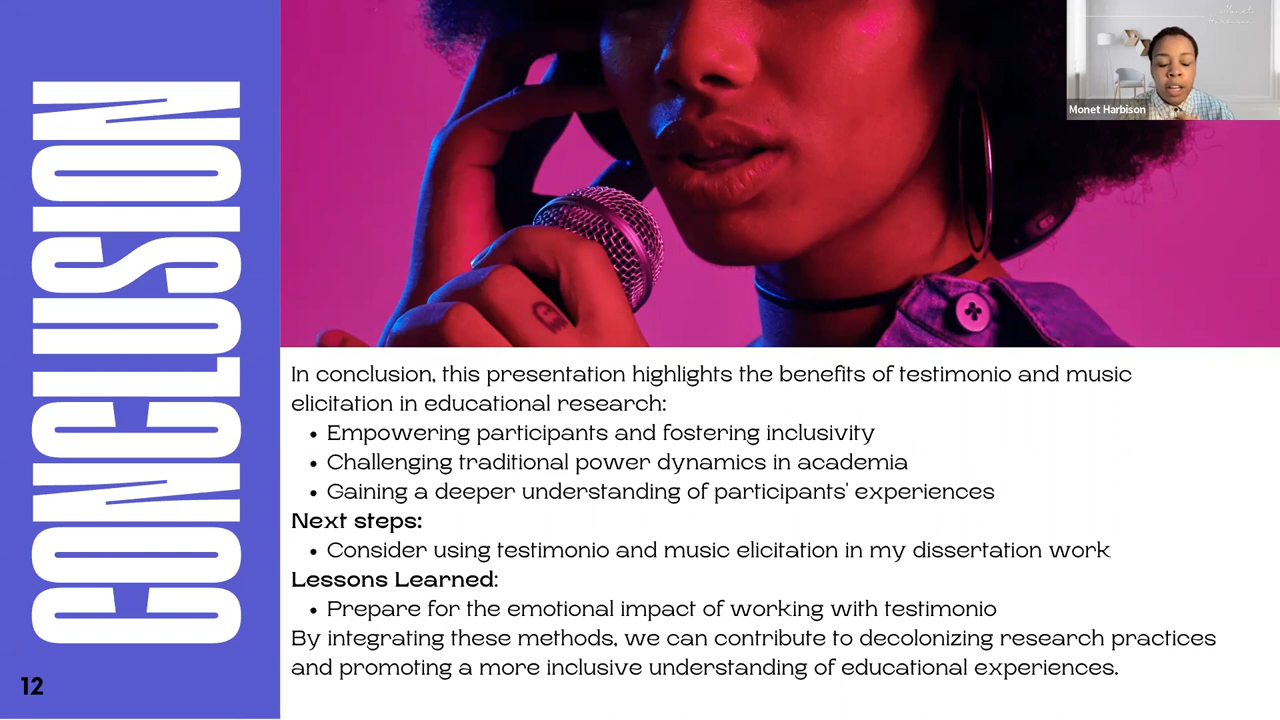 CONCLUSION
Monet
Harbison
Monet Harbison
In conclusion, this presentation highlights the benefits of testimonio and music
elicitation in educational research:
• Empowering participants and fostering inclusivity
• Challenging traditional power dynamics in academia
• Gaining a deeper understanding of participants' experiences
Next steps:
• Consider using testimonio and music elicitation in my dissertation work
Lessons Learned:
• Prepare for the emotional impact of working with testimonio
By integrating these methods, we can contribute to decolonizing research practices
and promoting a more inclusive understanding of educational experiences.
12